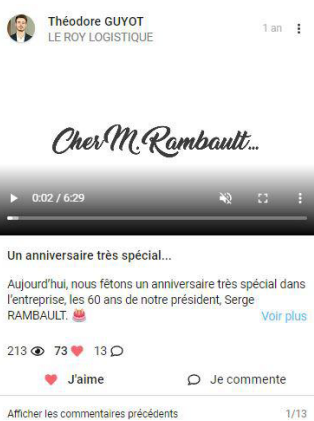 Théodore GUYOT
1 an
LE ROY LOGISTIQUE
Cher M. Rambault...
0:02 / 6:29
Un anniversaire très spécial...
Aujourd'hui, nous fêtons un anniversaire très spécial dans
l'entreprise, les 60 ans de notre président, Serge
RAMBAULT. 🎂 Voir plus
213 73 13
J'aime Je commente
Afficher les commentaires précédents 1/13